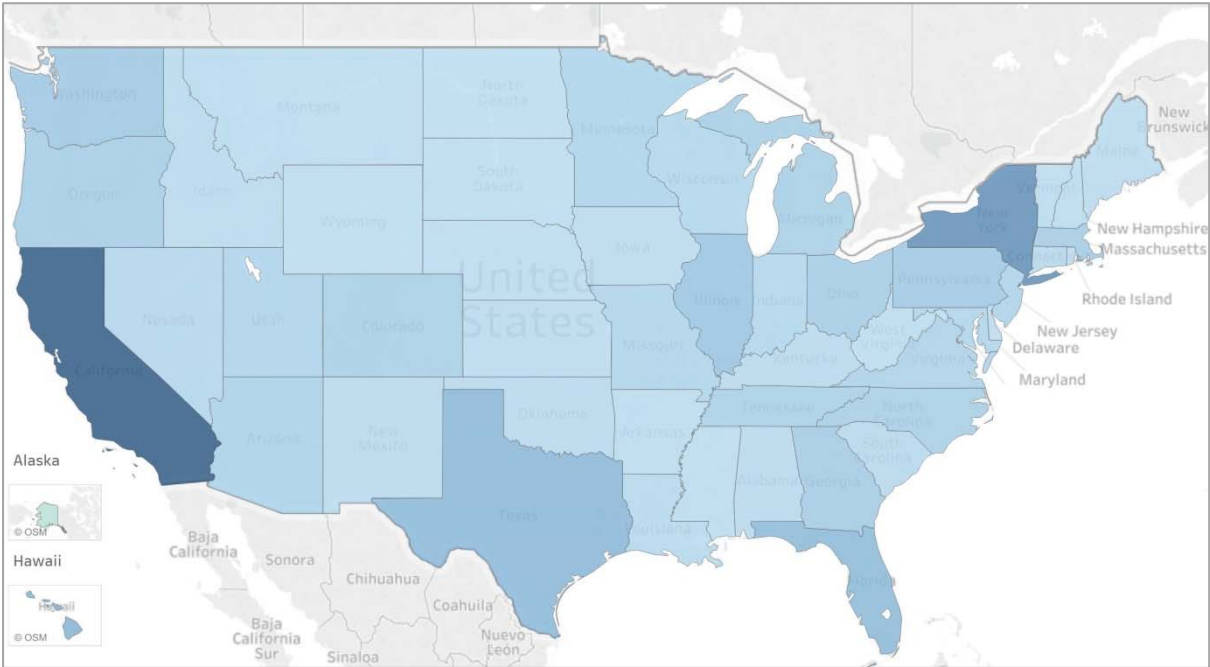 Washington
Montana
North
Dakota
Minnesota
Oregon
Idaho
South
Dakota
Wisconsin
Michigan
Wyoming
Iowa
New
York
Vermont
Maine
New
Brunswick
New Hampshire
Massachusetts
Rhode Island
New Jersey
Delaware
Maryland
Pennsylvania
Ohio
Indiana
Illinois
United
States
Nevada
Utah
Colorado
California
Missouri
Kentucky
West
Virginia
Virginia
Tennessee
North
Carolina
South
Carolina
Arizona
New
Mexico
Oklahoma
Arkansas
Alabama
Georgia
Texas
Louisiana
Florida
Alaska
© OSM
Hawaii
Hawaii
© OSM
Baja
California
Sonora
Chihuahua
Coahuila
Baja
California
Sur
Sinaloa
Nuevo
León